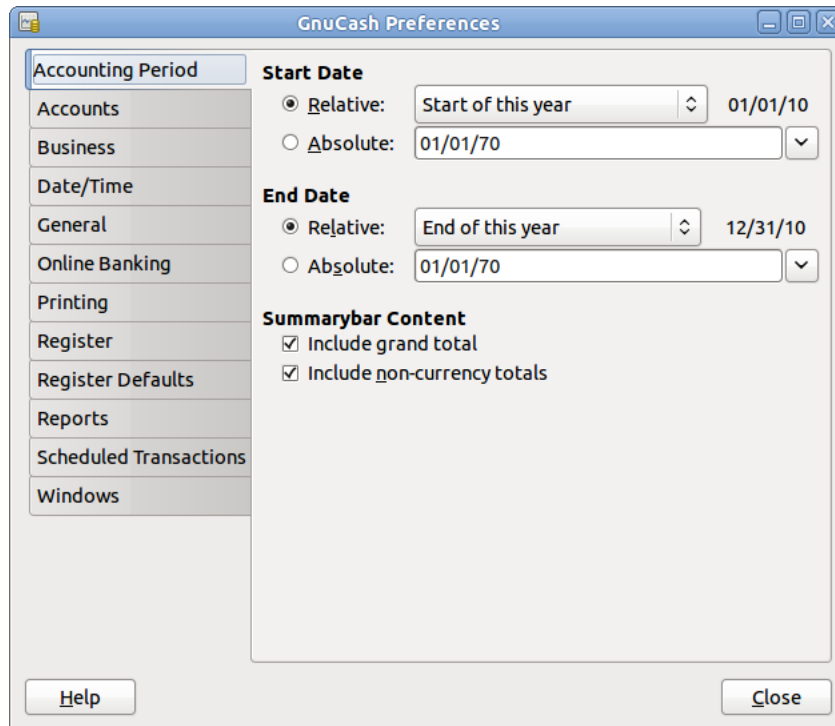 GnuCash Preferences
Accounting Period
Accounts
Business
Date/Time
General
Online Banking
Printing
Register
Register Defaults
Reports
Scheduled Transactions
Windows
Start Date
Relative: Start of this year 01/01/10
Absolute: 01/01/70
End Date
Relative: End of this year 12/31/10
Absolute: 01/01/70
Summarybar Content
Include grand total
Include non-currency totals
Help
Close